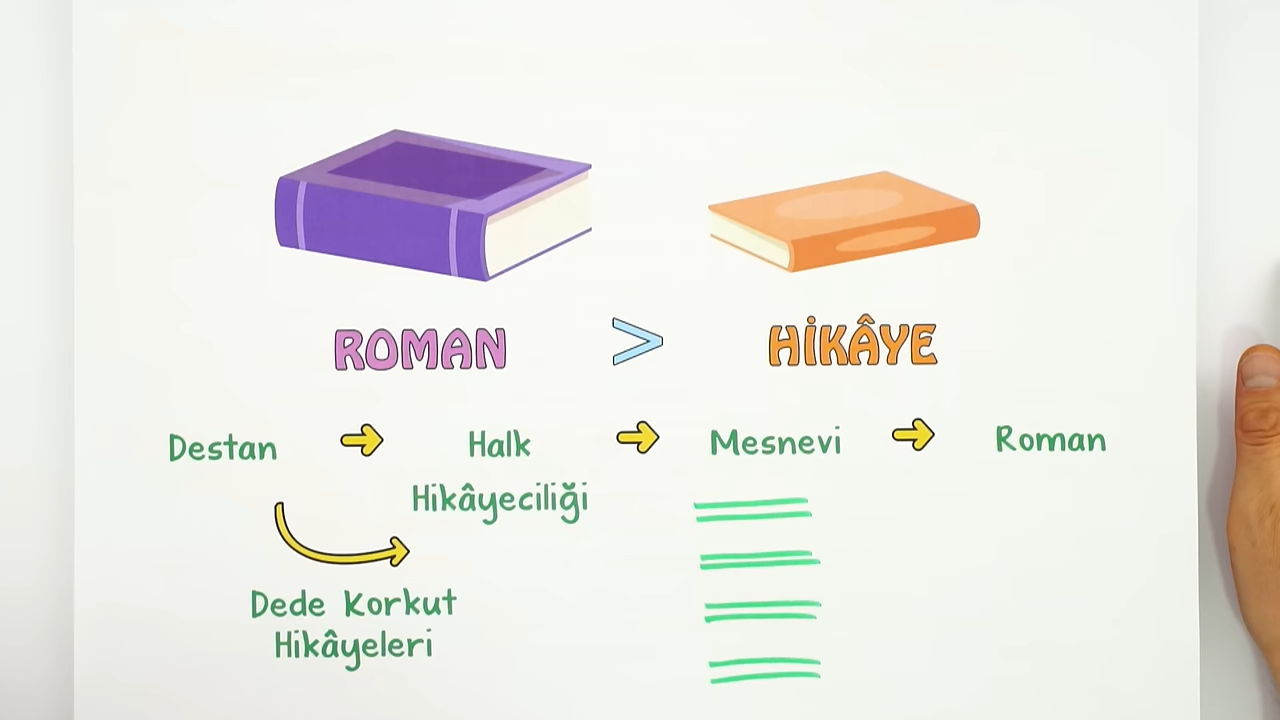 ROMAN > HİKÂYE
Destan → Halk → Mesnevi → Roman
Hikâyeciliği
Dede Korkut
Hikâyeleri